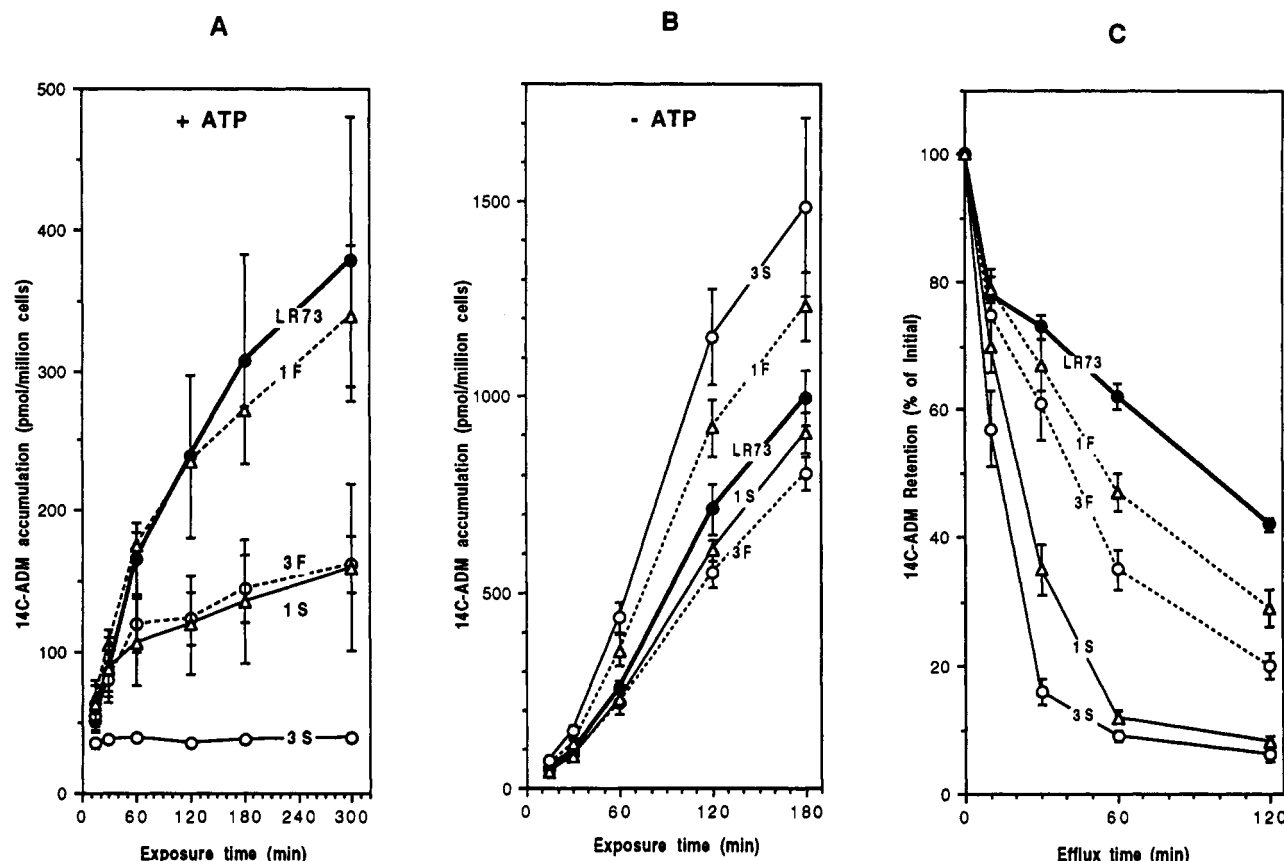 A
+ ATP
14C-ADM accumulation (pmol/million cells)
500
400
300
200
100
0
LR73
1F
3F
1S
3S
0 60 120 180 240 300
Exposure time (min)
B
- ATP
14C-ADM accumulation (pmol/million cells)
1500
1000
500
0
3S
1F
LR73
1S
3F
0 60 120 180
Exposure time (min)
C
14C-ADM Retention (% of Initial)
100
80
60
40
20
0
LR73
1F
3F
1S
3S
0 60 120
Efflux time (min)